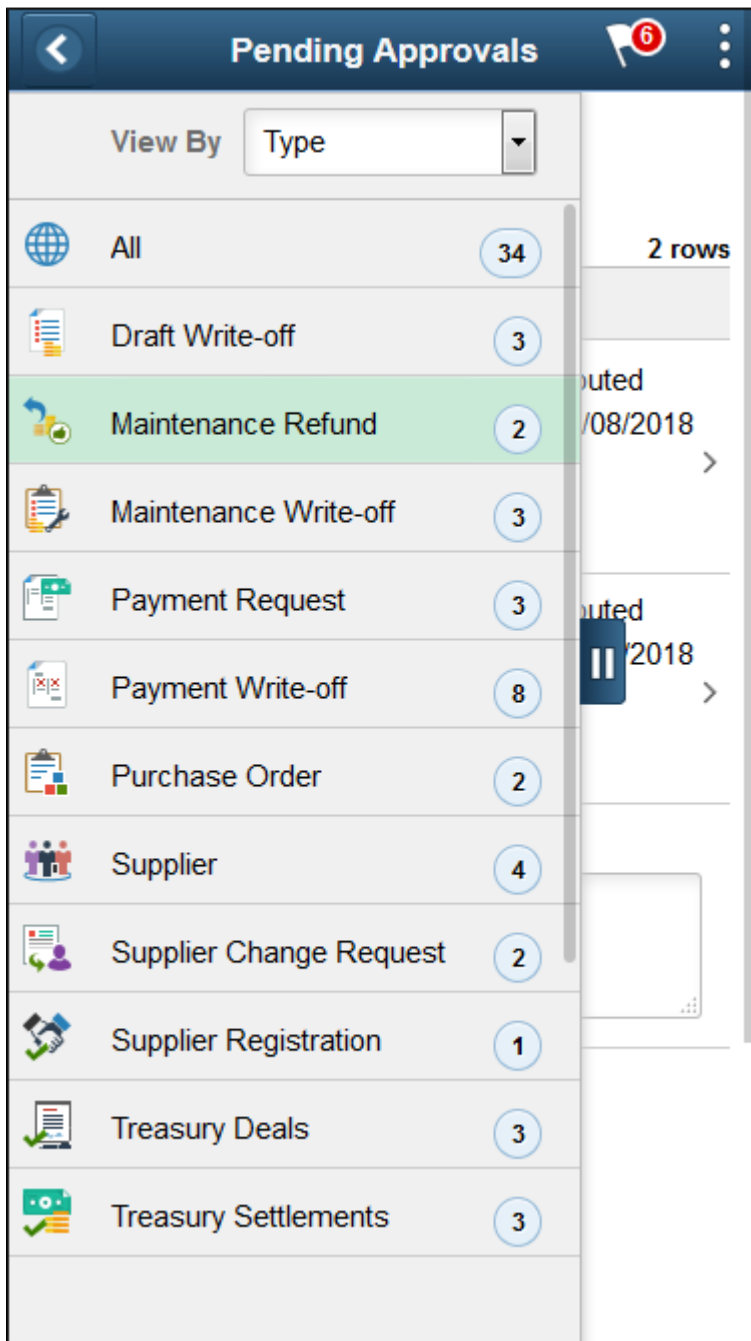 Pending Approvals 6
View By Type
All 34
2 rows
Draft Write-off 3
Maintenance Refund 2
/08/2018
Maintenance Write-off 3
Payment Request 3
/2018
Payment Write-off 8
Purchase Order 2
Supplier 4
Supplier Change Request 2
Supplier Registration 1
Treasury Deals 3
Treasury Settlements 3